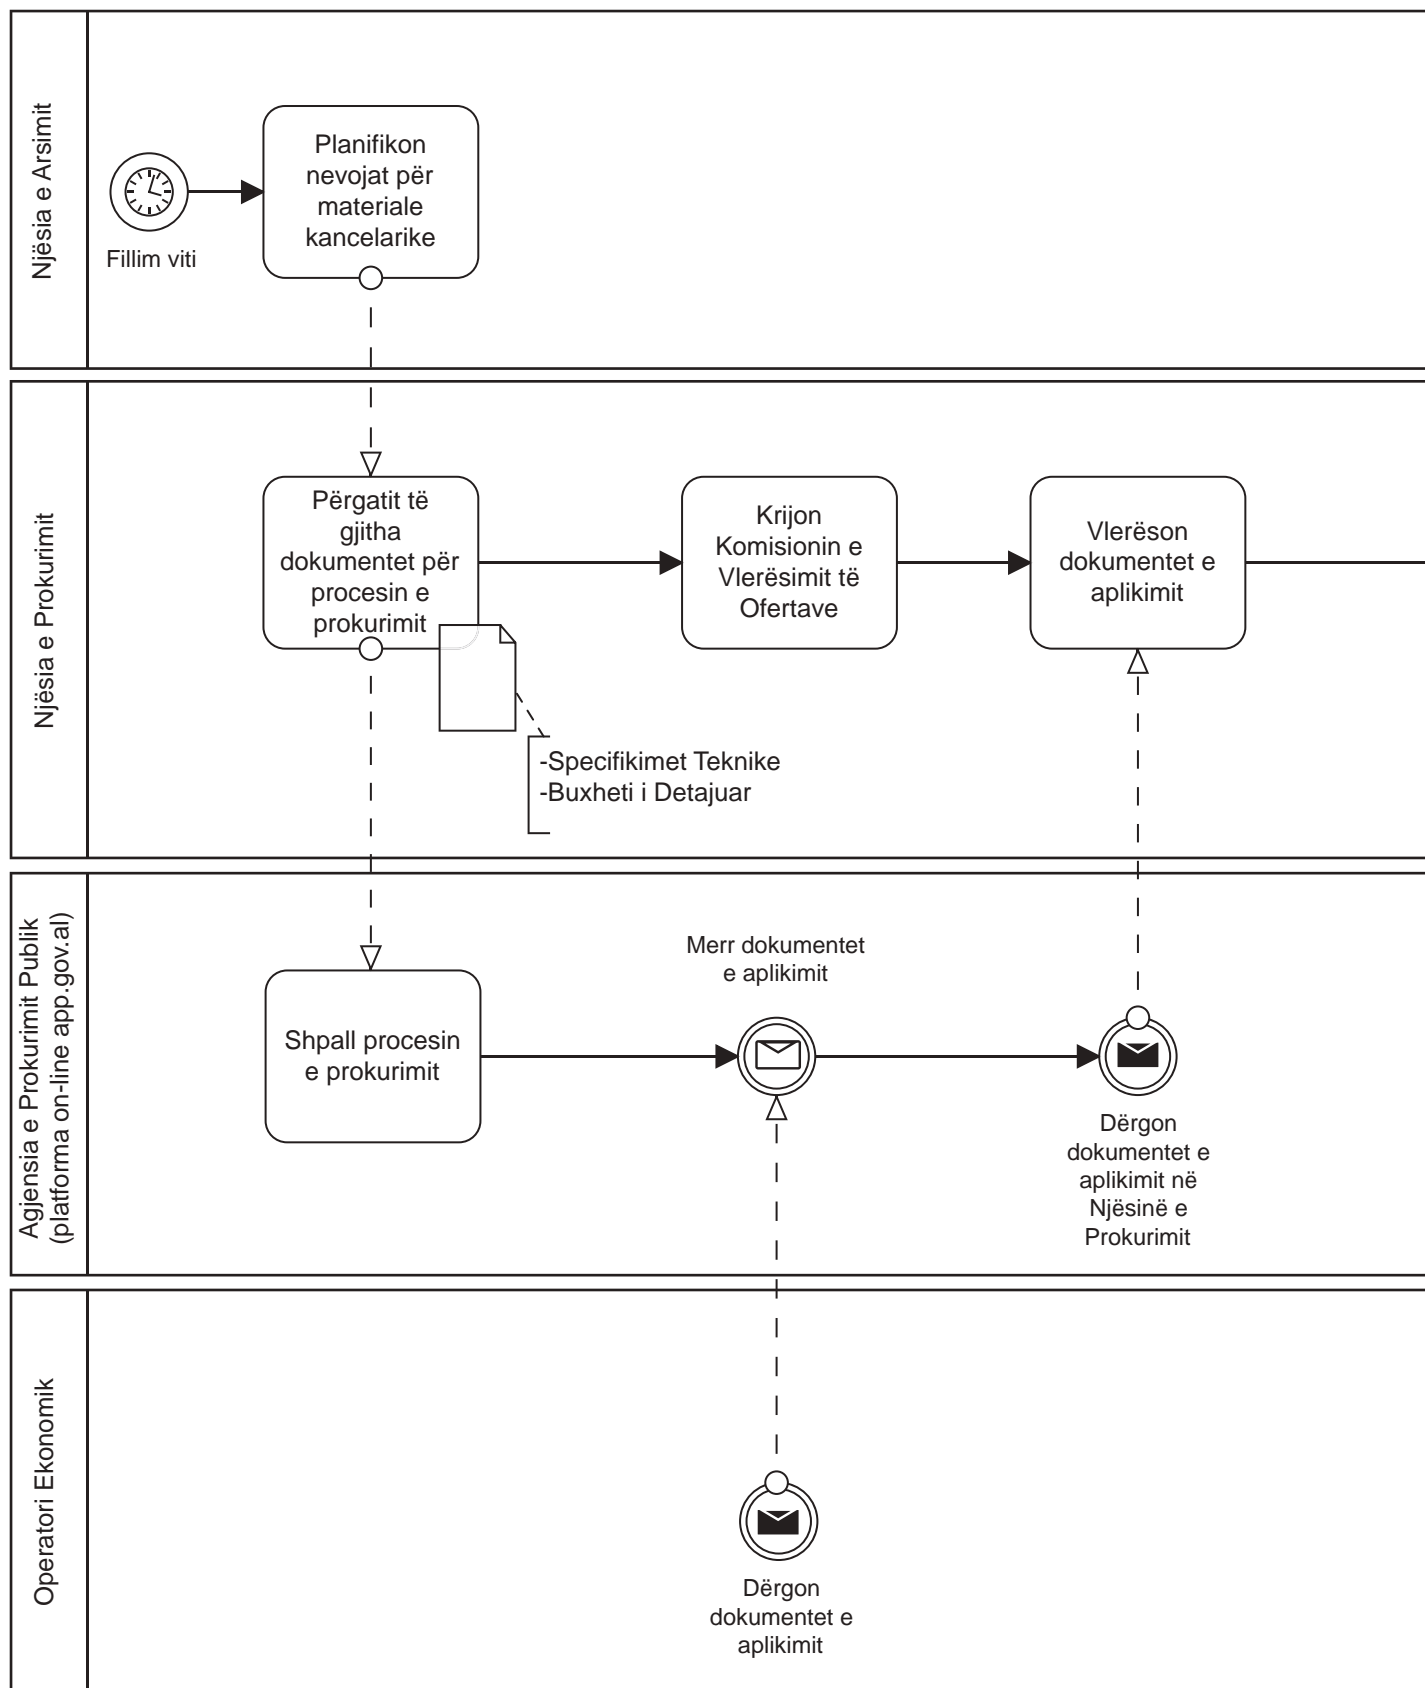 Njësia e Arsimit
Fillim viti
Planifikon
nevojat për
materiale
kancelarike
Njësia e Prokurimit
Përgatit të
gjitha
dokumentet për
procesin e
prokurimit
-Specifikimet Teknike
-Buxheti i Detajuar
Krijon
Komisionin e
Vlerësimit të
Ofertave
Vlerëson
dokumentet e
aplikimit
Agjensia e Prokurimit Publik
(platforma on-line app.gov.al)
Shpall procesin
e prokurimit
Merr dokumentet
e aplikimit
Dërgon
dokumentet e
aplikimit në
Njësinë e
Prokurimit
Operatori Ekonomik
Dërgon
dokumentet e
aplikimit